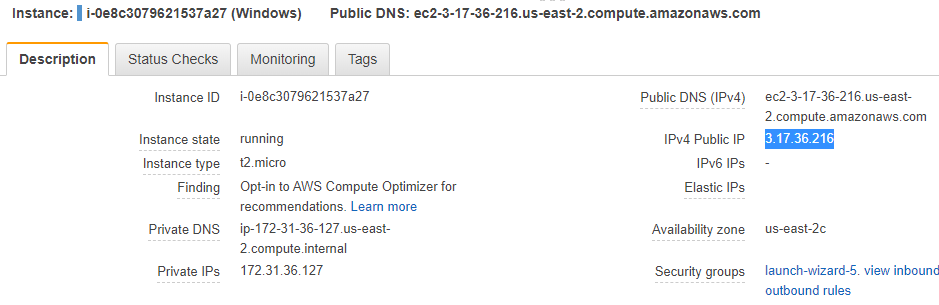 Instance: i-0e8c3079621537a27 (Windows) Public DNS: ec2-3-17-36-216.us-east-2.compute.amazonaws.com
Description Status Checks Monitoring Tags
Instance ID i-0e8c3079621537a27 Public DNS (IPv4) ec2-3-17-36-216.us-east-
2.compute.amazonaws.com
Instance state running IPv4 Public IP 3.17.36.216
Instance type t2.micro IPv6 IPs -
Finding Opt-in to AWS Compute Optimizer for Elastic IPs
recommendations. Learn more
Private DNS ip-172-31-36-127.us-east- Availability zone us-east-2c
2.compute.internal
Private IPs 172.31.36.127 Security groups launch-wizard-5. view inbound
outbound rules